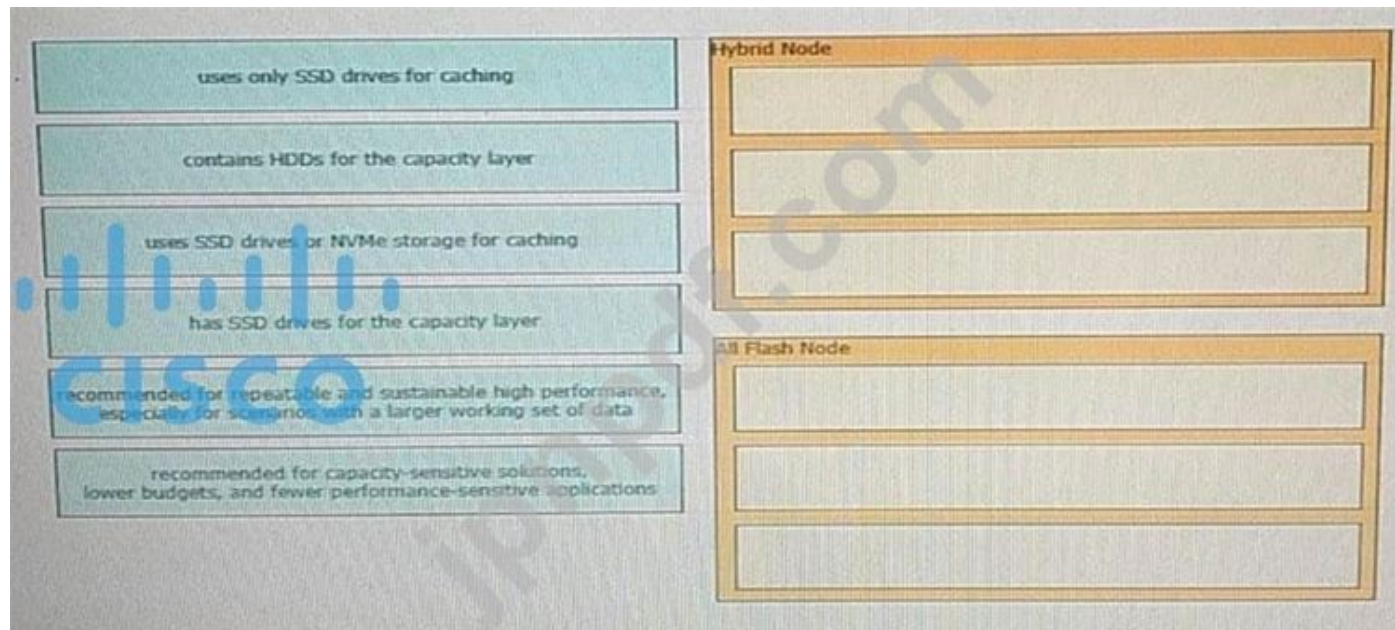 uses only SSD drives for caching
contains HDDs for the capacity layer
uses SSD drives or NVMe storage for caching
has SSD drives for the capacity layer
recommended for repeatable and sustainable high performance,
especially for scenarios with a larger working set of data
recommended for capacity-sensitive solutions,
lower budgets, and fewer performance-sensitive applications
Hybrid Node
All Flash Node
CISCO
jpnpdf.com